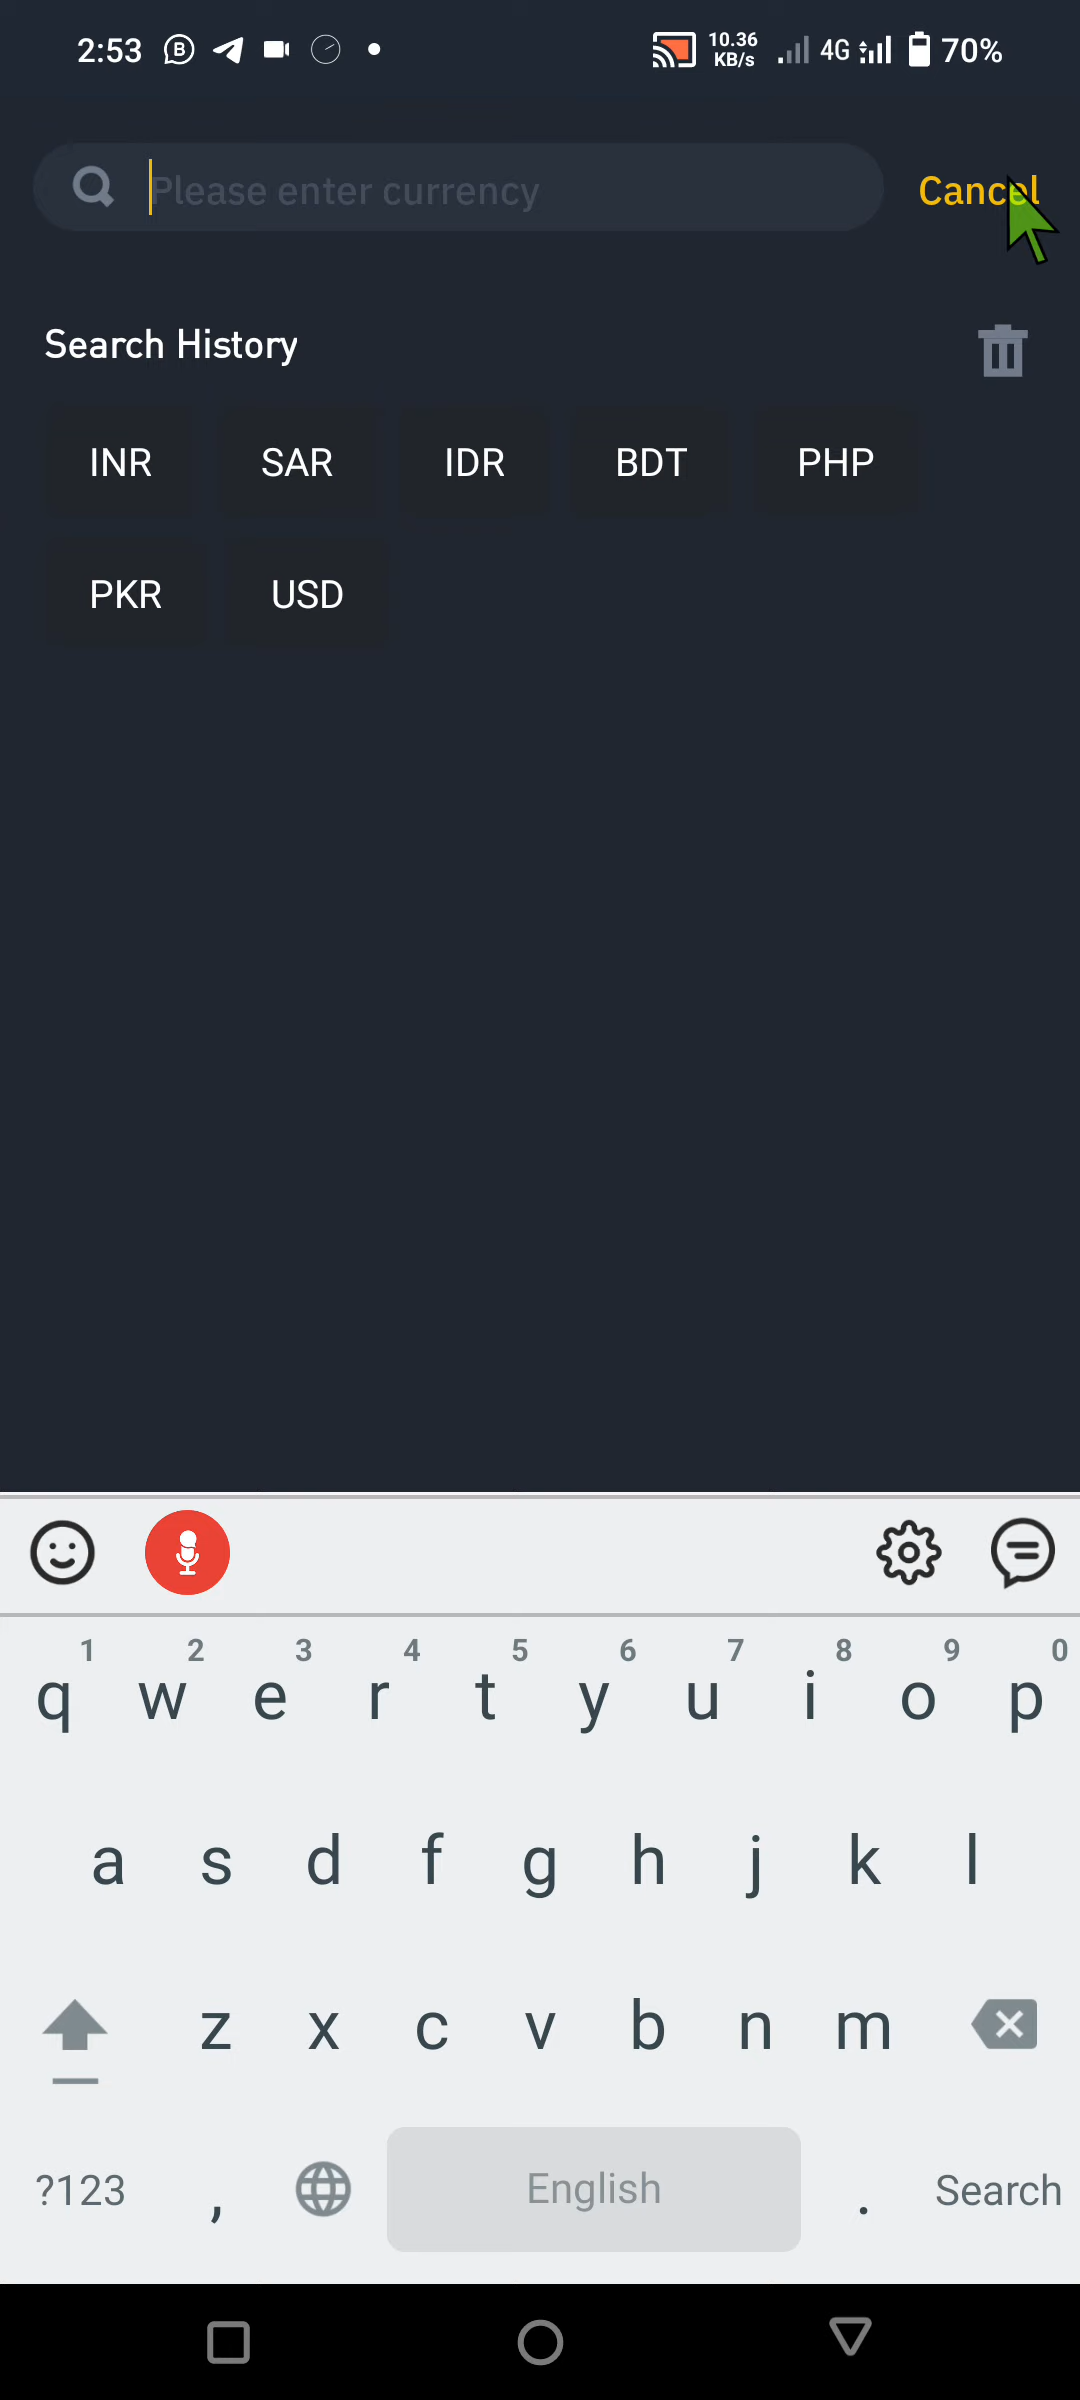 2:53 B 10.36 KB/s 4G 70%
Please enter currency Cancel
Search History
INR SAR IDR BDT PHP
PKR USD
1 2 3 4 5 6 7 8 9 0
q w e r t y u i o p
a s d f g h j k l
z x c v b n m
?123 , English . Search